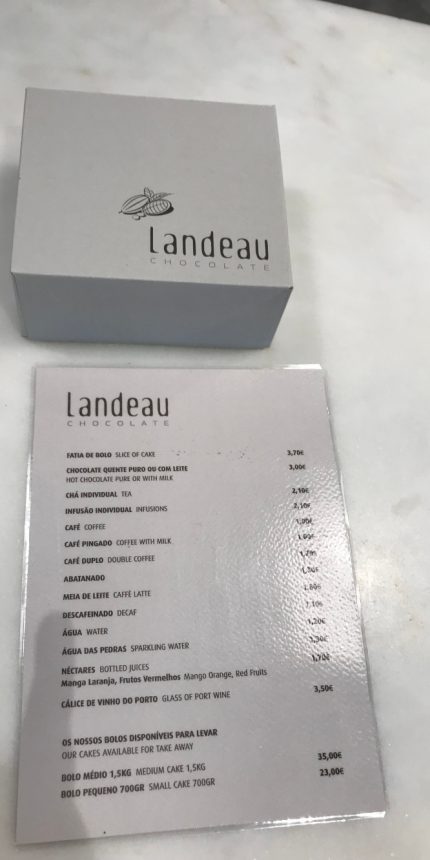 Landeau
CHOCOLATE
Landeau
CHOCOLATE
FATIA DE BOLO SLICE OF CAKE 3,70€
CHOCOLATE QUENTE PURO OU COM LEITE 3,00€
HOT CHOCOLATE PURE OR WITH MILK
CHÁ INDIVIDUAL TEA 2,10€
INFUSÃO INDIVIDUAL INFUSIONS 2,10€
CAFÉ COFFEE
CAFÉ PINGADO COFFEE WITH MILK
CAFÉ DUPLO DOUBLE COFFEE
ABATANADO
MEIA DE LEITE CAFFÈ LATTE
DESCAFEINADO DECAF
ÁGUA WATER
ÁGUA DAS PEDRAS SPARKLING WATER
NÉCTARES BOTTLED JUICES
Manga Laranja, Frutos Vermelhos Mango Orange, Red Fruits
CÁLICE DE VINHO DO PORTO GLASS OF PORT WINE 3,50€
OS NOSSOS BOLOS DISPONÍVEIS PARA LEVAR
OUR CAKES AVAILABLE FOR TAKE AWAY
BOLO MÉDIO 1,5KG MEDIUM CAKE 1,5KG 35,00€
BOLO PEQUENO 700GR SMALL CAKE 700GR 23,00€